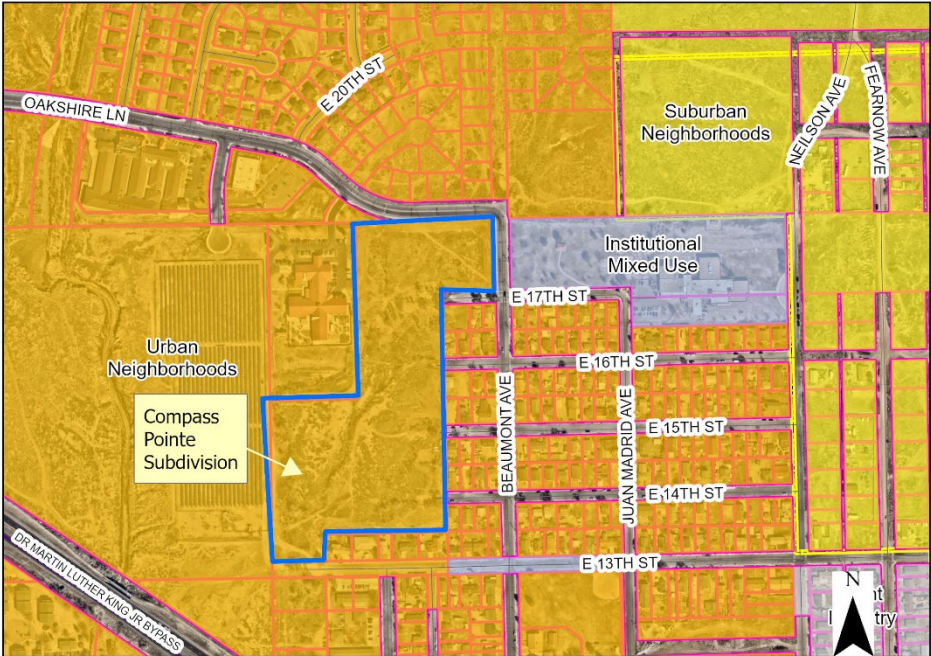 OAKSHIRE LN
E 20TH ST
Suburban
Neighborhoods
NEILSON AVE
FEARNOW AVE
Institutional
Mixed Use
E 17TH ST
Urban
Neighborhoods
E 16TH ST
Compass
Pointe
Subdivision
BEAUMONT AVE
JUAN MADRID AVE
E 15TH ST
E 14TH ST
E 13TH ST
DR MARTIN LUTHER KING JR BYPASS
N